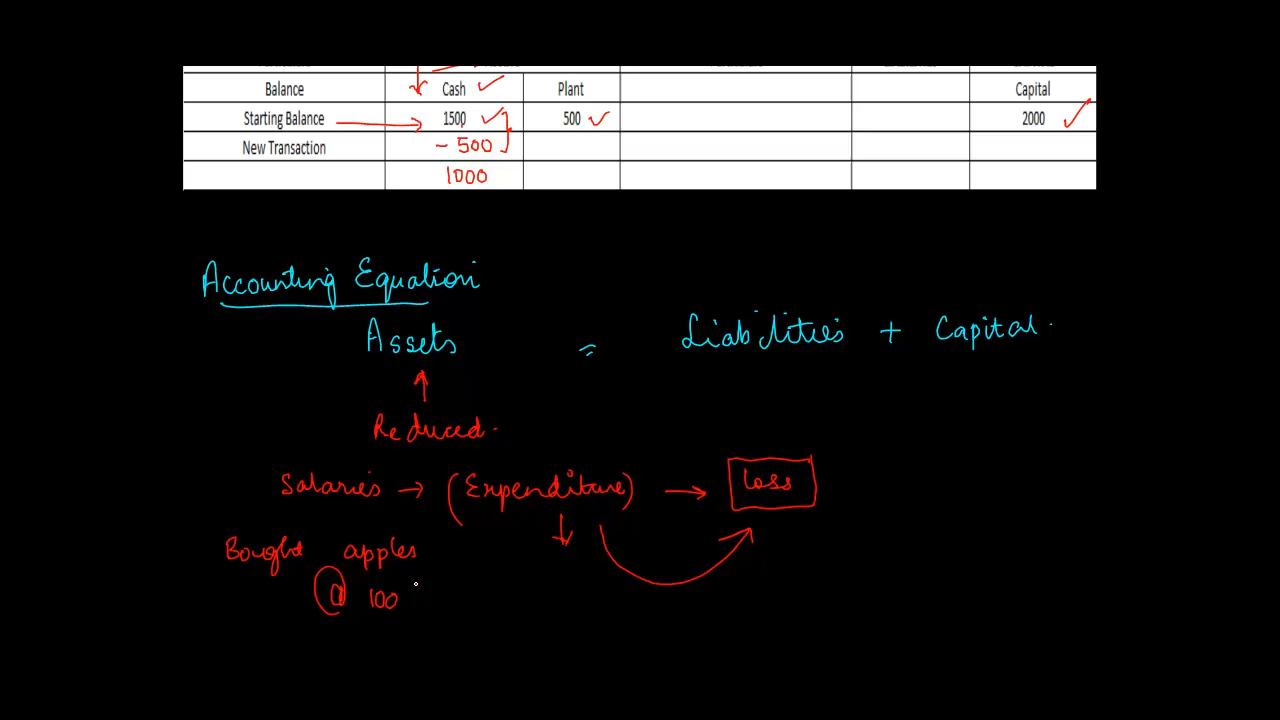 Balance Cash Plant Capital
Starting Balance 1500 500 2000
New Transaction - 500
1000
Accounting Equation
Assets = Liabilities + Capital.
Reduced.
Salaries → (Expenditure) → Loss
Bought apples
@ 100